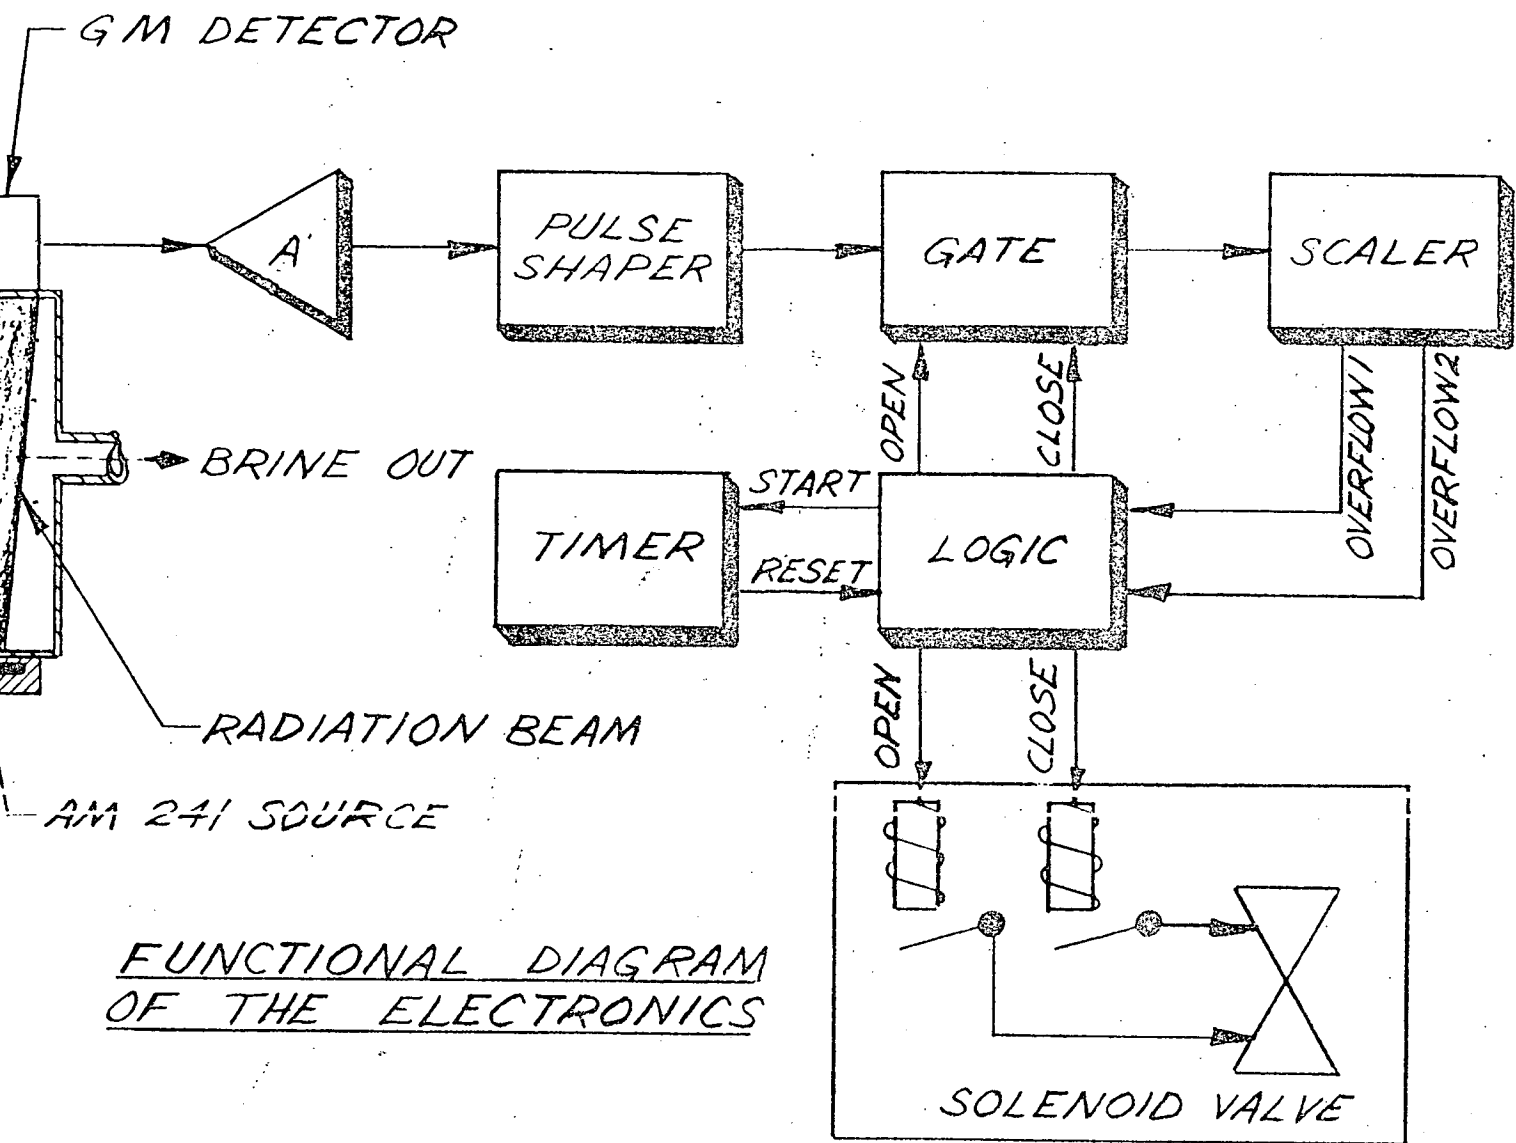 GM DETECTOR
A
PULSE
SHAPER
GATE
SCALER
OPEN
CLOSE
OVERFLOW1
OVERFLOW2
BRINE OUT
START
TIMER
RESET
LOGIC
OPEN
CLOSE
RADIATION BEAM
AM 241 SOURCE
FUNCTIONAL DIAGRAM
OF THE ELECTRONICS
SOLENOID VALVE